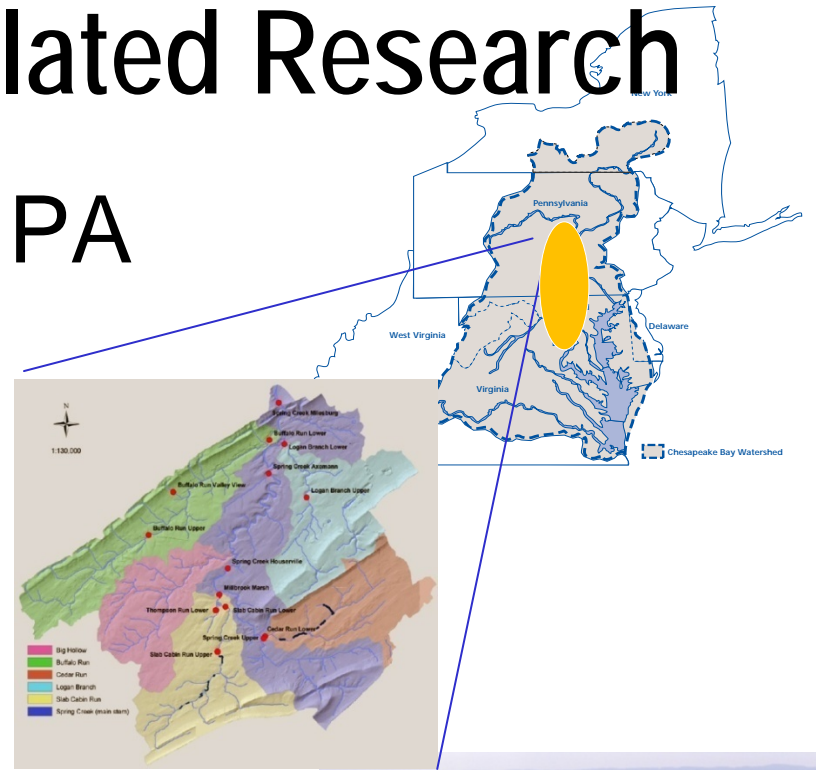 lated Research
PA
New York
Pennsylvania
West Virginia
Delaware
Virginia
Chesapeake Bay Watershed
N
1:130,000
Spring Creek Milesburg
Buffalo Run Lower
Logan Branch Lower
Spring Creek Axemann
Buffalo Run Valley View
Logan Branch Upper
Buffalo Run Upper
Spring Creek Houserville
Millbrook Marsh
Thompson Run Lower
Slab Cabin Run Lower
Cedar Run Lower
Spring Creek Upper
Slab Cabin Run Upper
Big Hollow
Buffalo Run
Cedar Run
Logan Branch
Slab Cabin Run
Spring Creek (main stem)